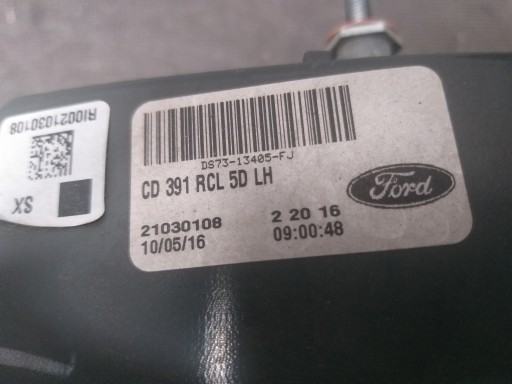 RI0021030108
SX
DS73-13405-FJ
CD 391 RCL 5D LH
Ford
21030108 2 20 16
10/05/16 09:00:48